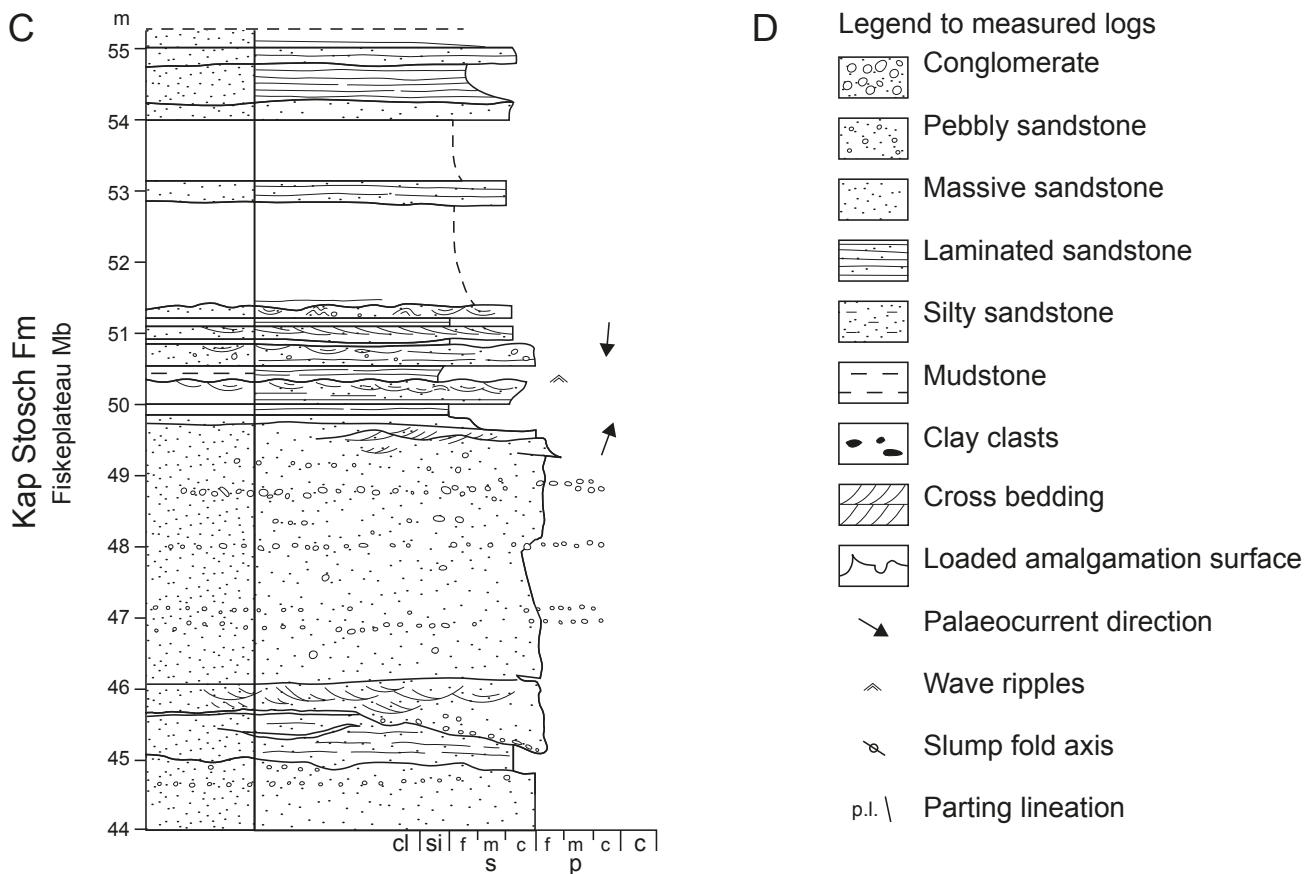 C
m
55
54
53
52
51
50
49
48
47
46
45
44
Kap Stosch Fm
Fiskeplateau Mb
cl si f m c f m c c
s p
D
Legend to measured logs
Conglomerate
Pebbly sandstone
Massive sandstone
Laminated sandstone
Silty sandstone
Mudstone
Clay clasts
Cross bedding
Loaded amalgamation surface
Palaeocurrent direction
Wave ripples
Slump fold axis
p.l. Parting lineation